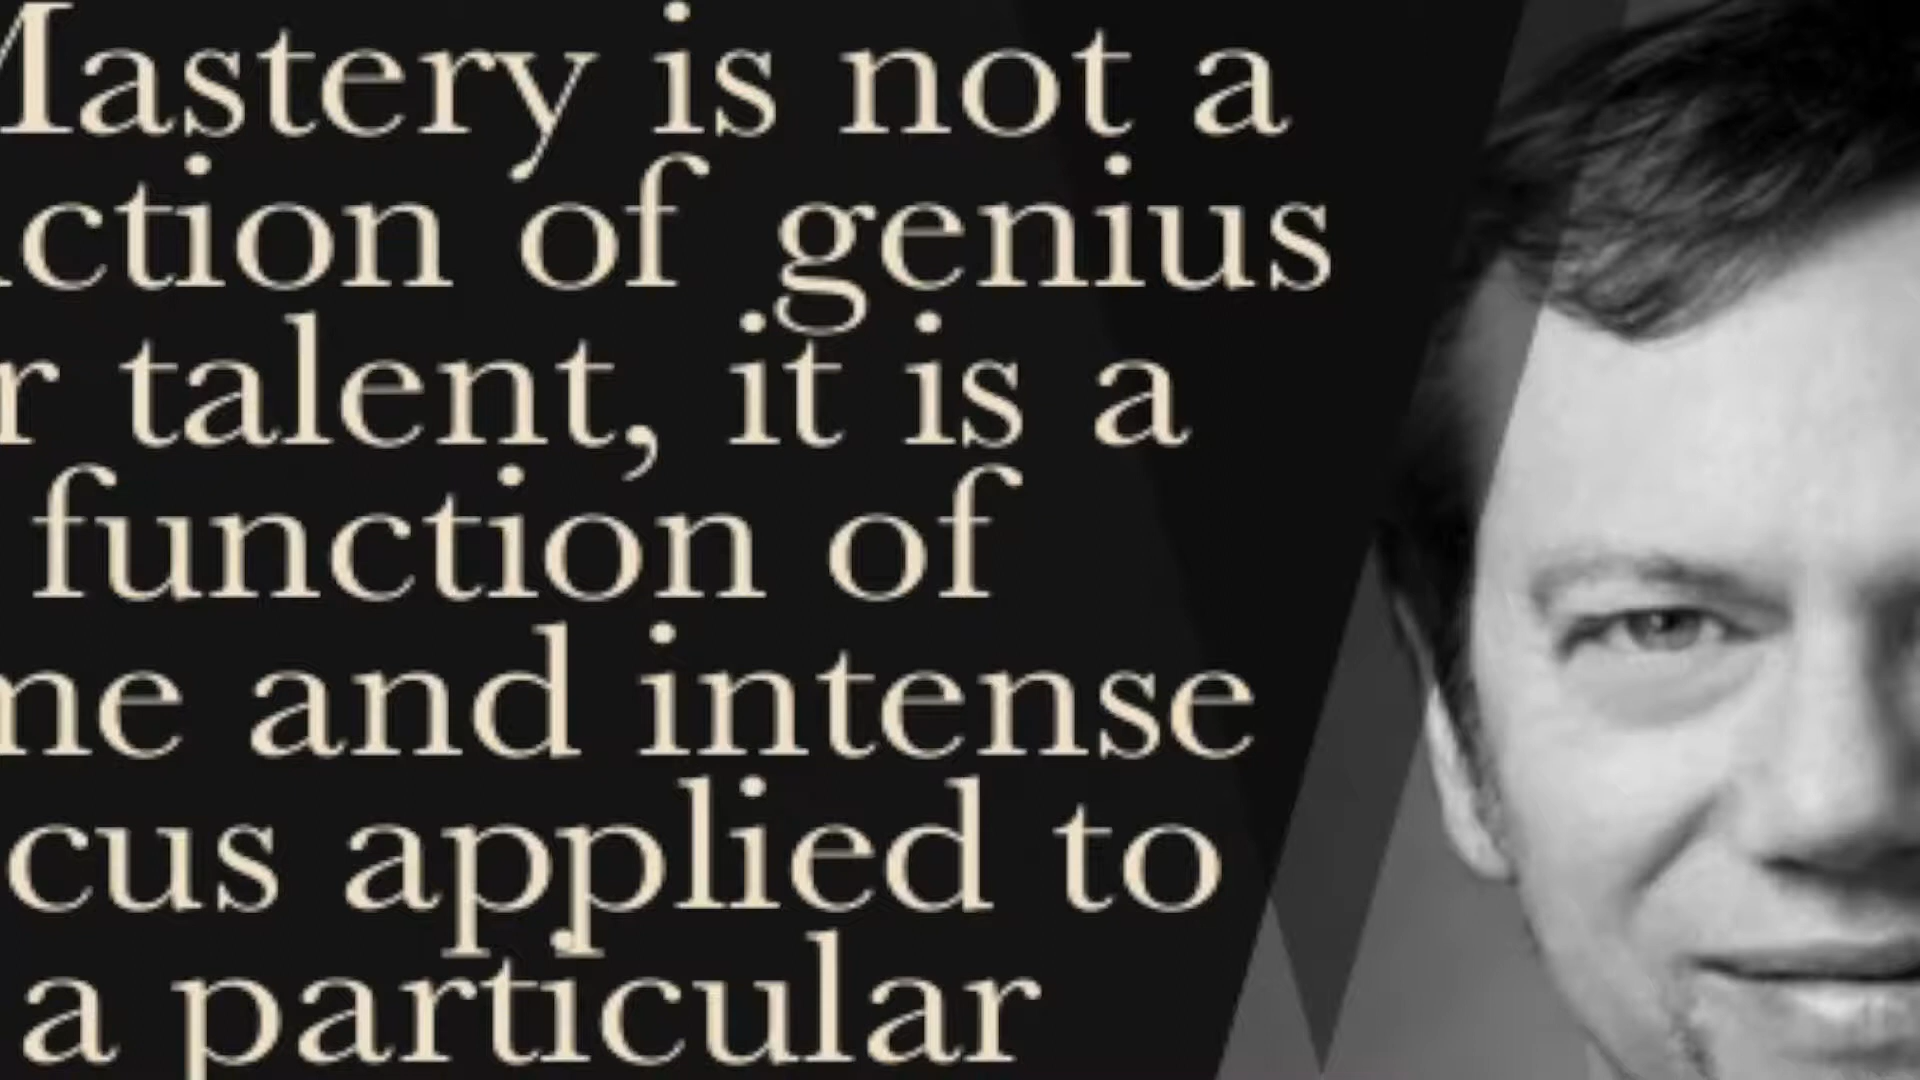 Mastery is not a
ction of genius
r talent, it is a
function of
me and intense
cus applied to
a particular